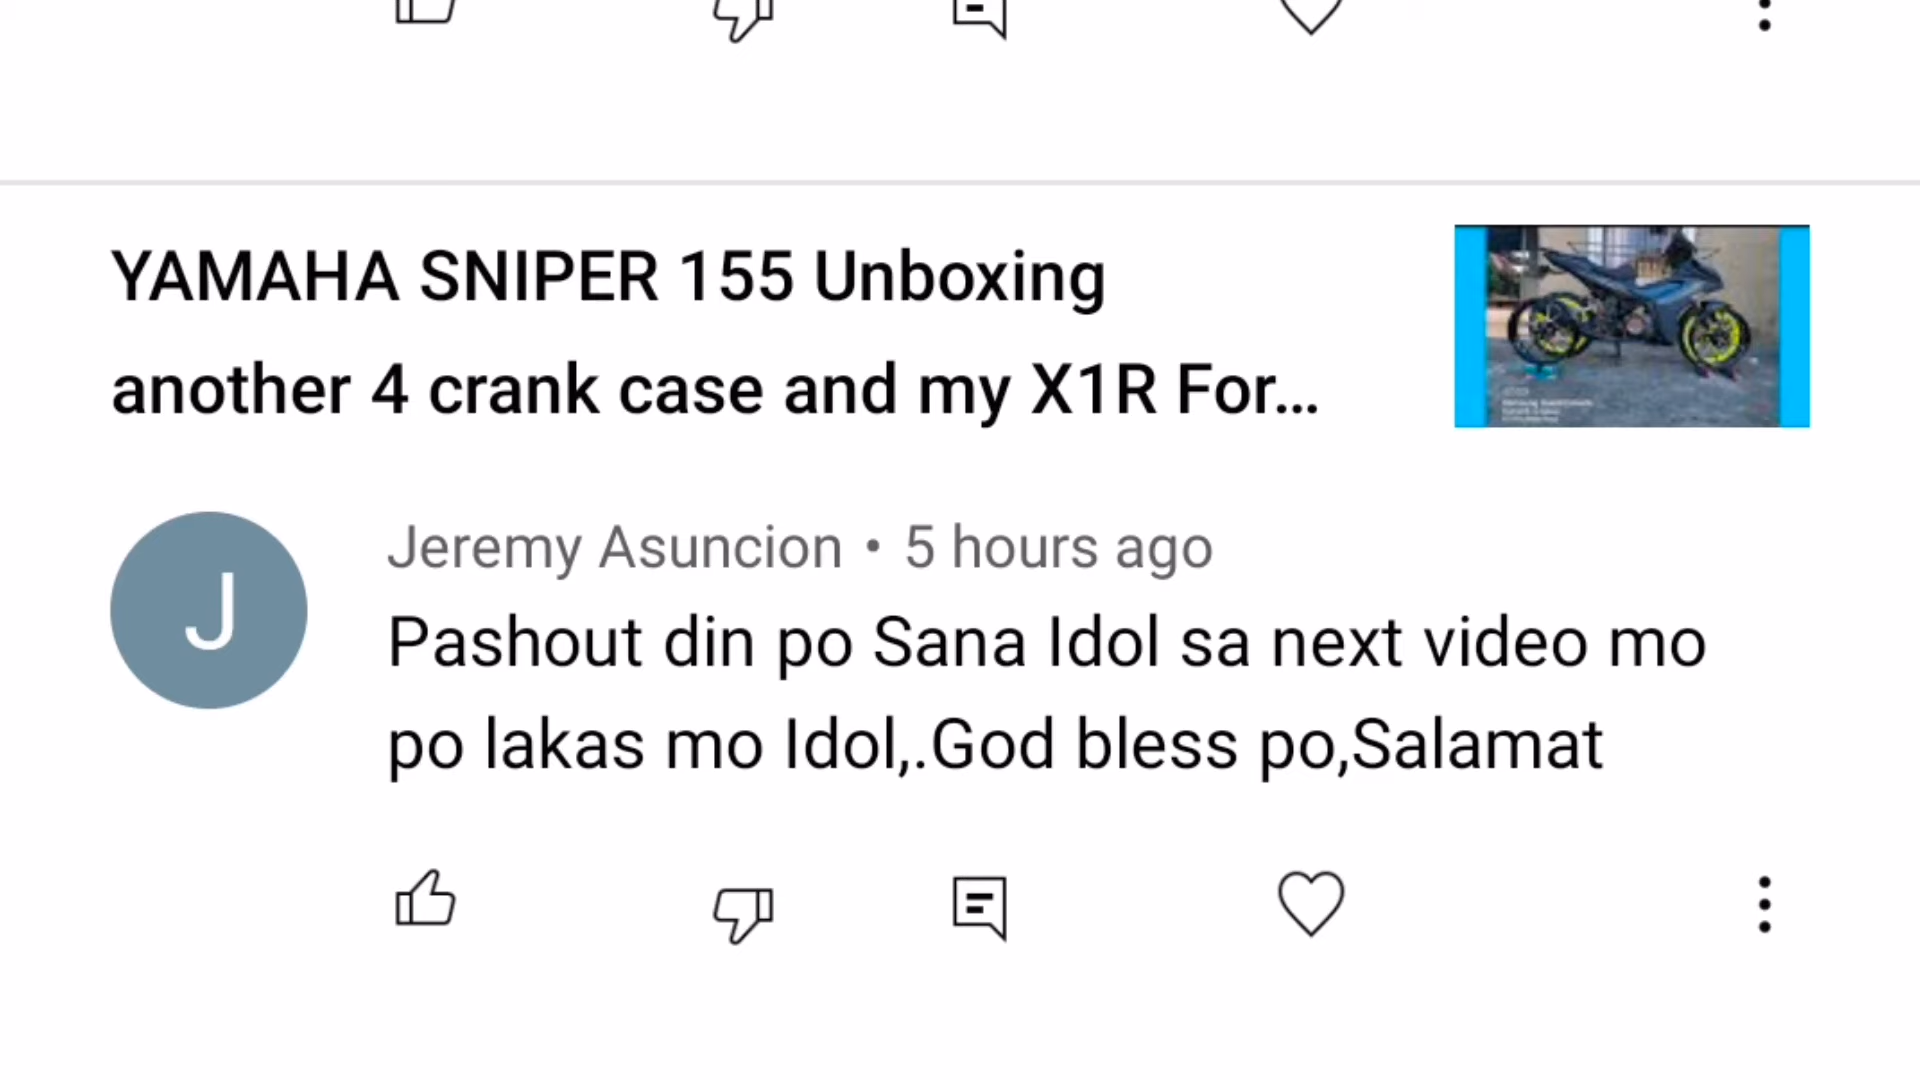 YAMAHA SNIPER 155 Unboxing
another 4 crank case and my X1R For...
J
Jeremy Asuncion • 5 hours ago
Pashout din po Sana Idol sa next video mo
po lakas mo Idol,.God bless po,Salamat